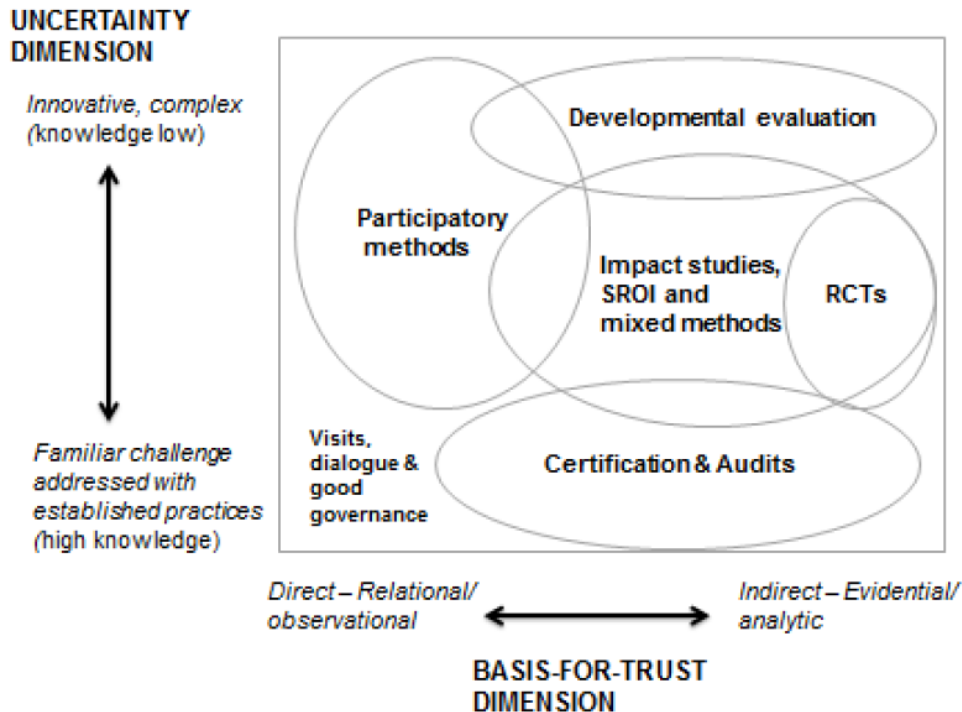 UNCERTAINTY
DIMENSION
Innovative, complex
(knowledge low)
Developmental evaluation
Participatory
methods
Impact studies,
SROI and
mixed methods
RCTs
Familiar challenge
addressed with
established practices
(high knowledge)
Visits,
dialogue &
good
governance
Certification & Audits
Direct – Relational/
observational
Indirect – Evidential/
analytic
BASIS-FOR-TRUST
DIMENSION